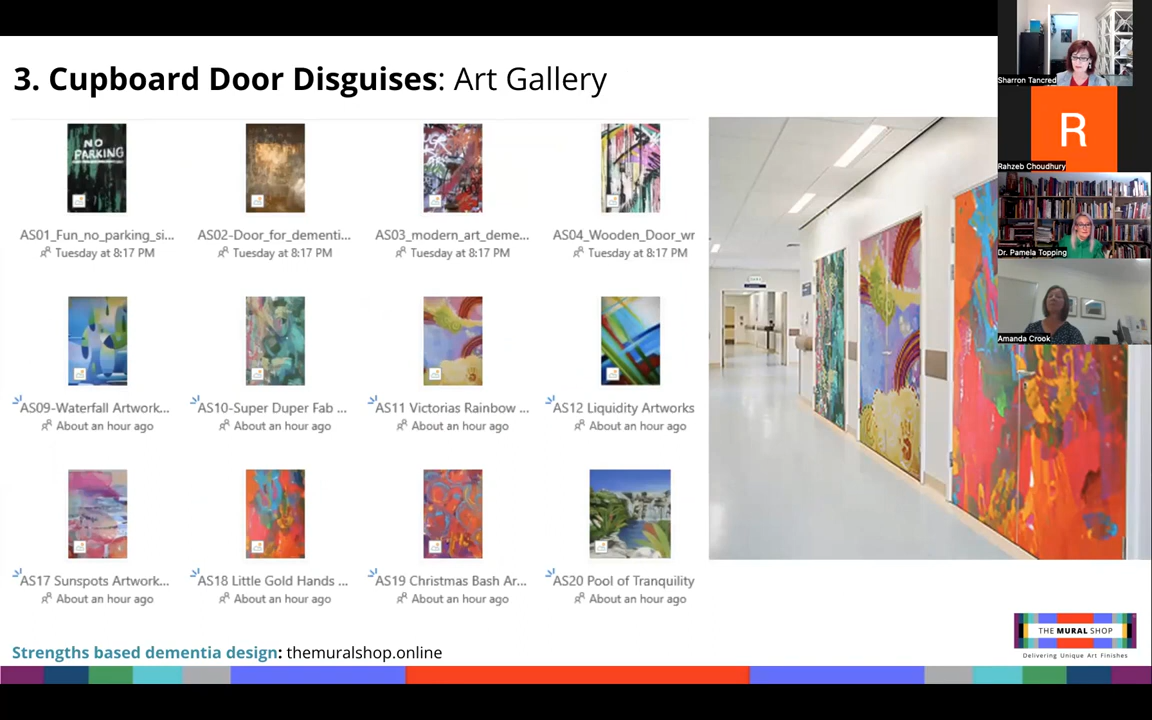 3. Cupboard Door Disguises: Art Gallery
NO
PARKING
AS01_Fun_no_parking_si...
AS02-Door_for_dementi...
AS03_modern_art_deme...
AS04_Wooden_Door_wr
Tuesday at 8:17 PM
Tuesday at 8:17 PM
Tuesday at 8:17 PM
Tuesday at 8:17 PM
AS09-Waterfall Artwork...
AS10-Super Duper Fab ...
AS11 Victorias Rainbow ...
AS12 Liquidity Artworks
About an hour ago
About an hour ago
About an hour ago
About an hour ago
AS17 Sunspots Artwork...
AS18 Little Gold Hands ...
AS19 Christmas Bash Ar...
AS20 Pool of Tranquility
About an hour ago
About an hour ago
About an hour ago
About an hour ago
Strengths based dementia design: themuralshop.online
THE MURAL SHOP
Delivering Unique Art Finishes
Sharron Tancred
R
Rahzeb Choudhury
Dr. Pamela Topping
Amanda Crook